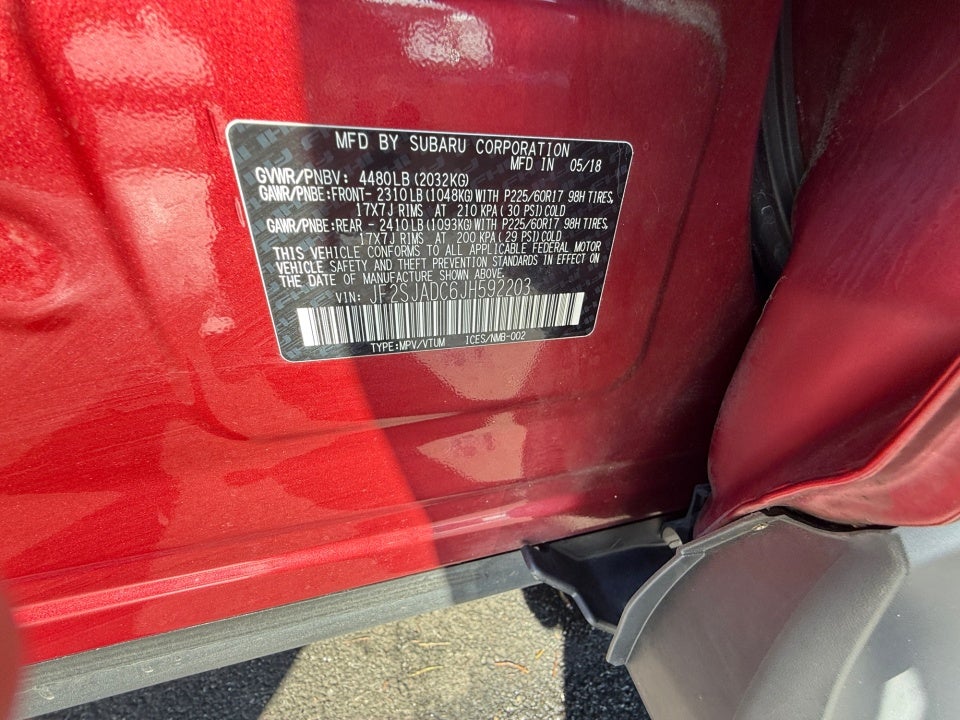 MFD BY SUBARU CORPORATION
MFD IN 05/18
GVWR/PNBV: 4480LB (2032KG)
GAWR/PNBE:FRONT- 2310 LB (1048KG) WITH P225/60R17 98H TIRES,
17X7J RIMS AT 210 KPA ( 30 PSI) COLD
GAWR/PNBE:REAR - 2410 LB (1093KG) WITH P225/60R17 98H TIRES,
17X7J RIMS AT 200 KPA ( 29 PSI) COLD
THIS VEHICLE CONFORMS TO ALL APPLICABLE FEDERAL MOTOR
VEHICLE SAFETY AND THEFT PREVENTION STANDARDS IN EFFECT ON
THE DATE OF MANUFACTURE SHOWN ABOVE.
VIN: JF2SJADC6JH592203
TYPE:MPV/VTUM ICES/NMB-002